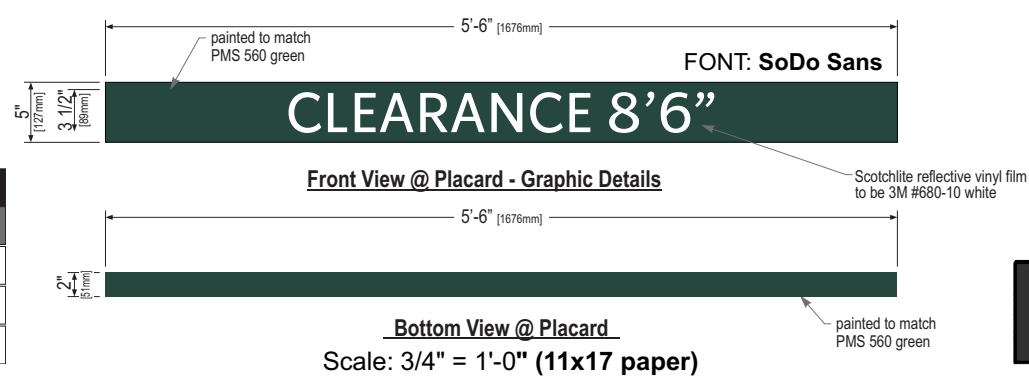 5'-6" [1676mm]
painted to match
PMS 560 green
FONT: SoDo Sans
5"
[127mm]
3 1/2"
[89mm]
CLEARANCE 8’6”
Front View @ Placard - Graphic Details
Scotchlite reflective vinyl film
to be 3M #680-10 white
5'-6" [1676mm]
2"
[51mm]
Bottom View @ Placard
painted to match
PMS 560 green
Scale: 3/4" = 1'-0" (11x17 paper)